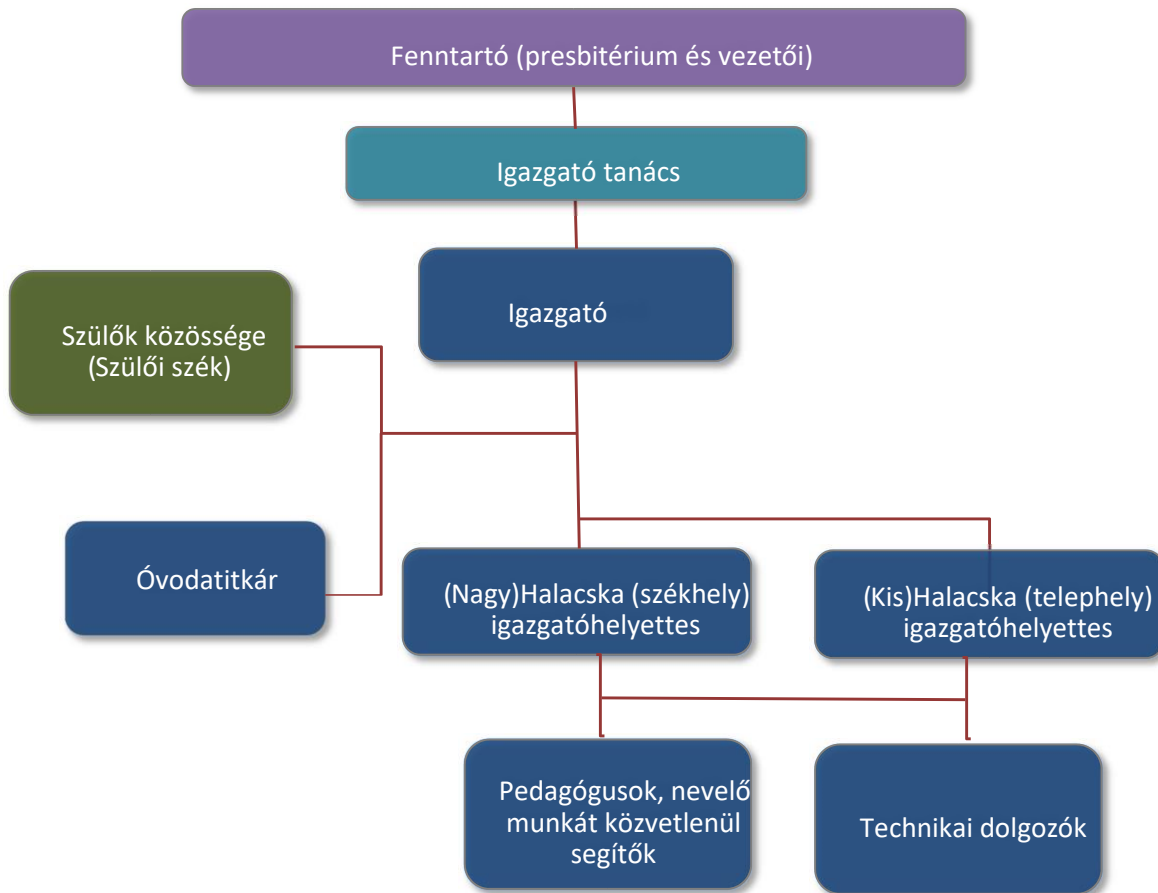 Fenntartó (presbitérium és vezetői)
Igazgató tanács
Igazgató
Szülők közössége
(Szülői szék)
Óvodatitkár
(Nagy)Halacska (székhely)
igazgatóhelyettes
(Kis)Halacska (telephely)
igazgatóhelyettes
Pedagógusok, nevelő
munkát közvetlenül
segítők
Technikai dolgozók